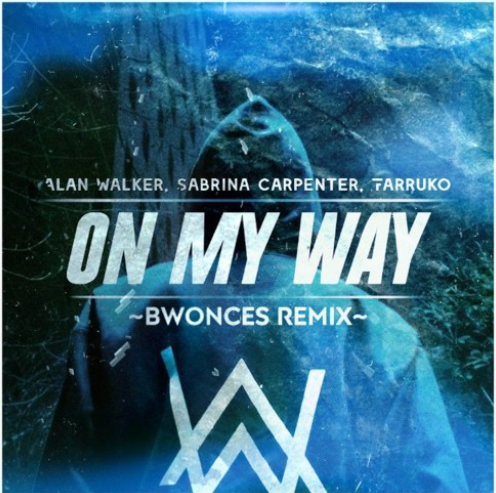 ALAN WALKER, SABRINA CARPENTER, FARRUKO
ON MY WAY
~BWONCES REMIX~